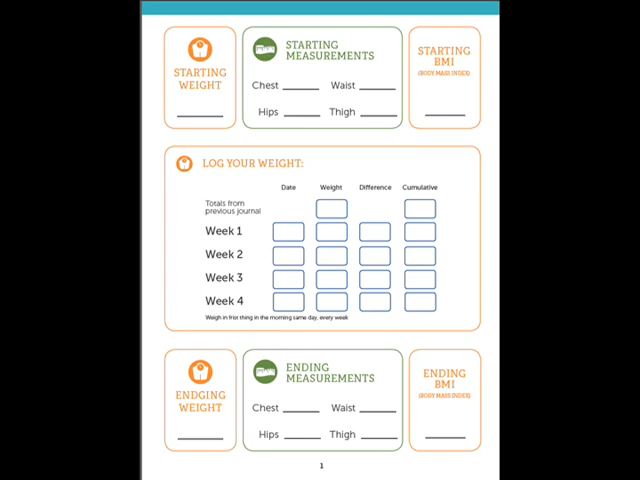 STARTING
WEIGHT
STARTING
MEASUREMENTS
Chest Waist
Hips Thigh
STARTING
BMI
(BODY MASS INDEX)
LOG YOUR WEIGHT:
Date Weight Difference Cumulative
Totals from
previous journal
Week 1
Week 2
Week 3
Week 4
Weigh in frist thing in the morning same day, every week
ENDGING
WEIGHT
ENDING
MEASUREMENTS
Chest Waist
Hips Thigh
ENDING
BMI
(BODY MASS INDEX)
1